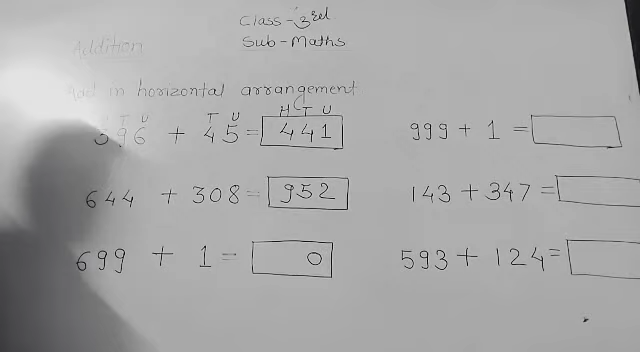 Class-3rd
Addition
Sub-Maths
Add in horizontal arrangement
H T U T U H T U
396 + 45 = 441
999 + 1 =
644 + 308 = 952
143 + 347 =
699 + 1 = 0
593 + 124 =